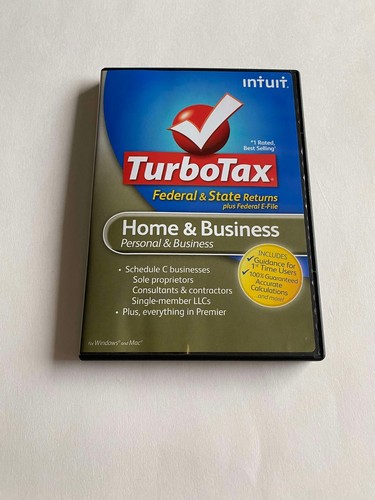 intuit.
#1 Rated,
Best Selling
TurboTax®
Federal & State Returns
plus Federal E-File
Home & Business
Personal & Business
• Schedule C businesses
Sole proprietors
Consultants & contractors
Single-member LLCs
• Plus, everything in Premier
INCLUDES
✓ Guidance for
1st Time Users
✓ 100% Guaranteed
Accurate
Calculations
...and more!
for Windows® and Mac®